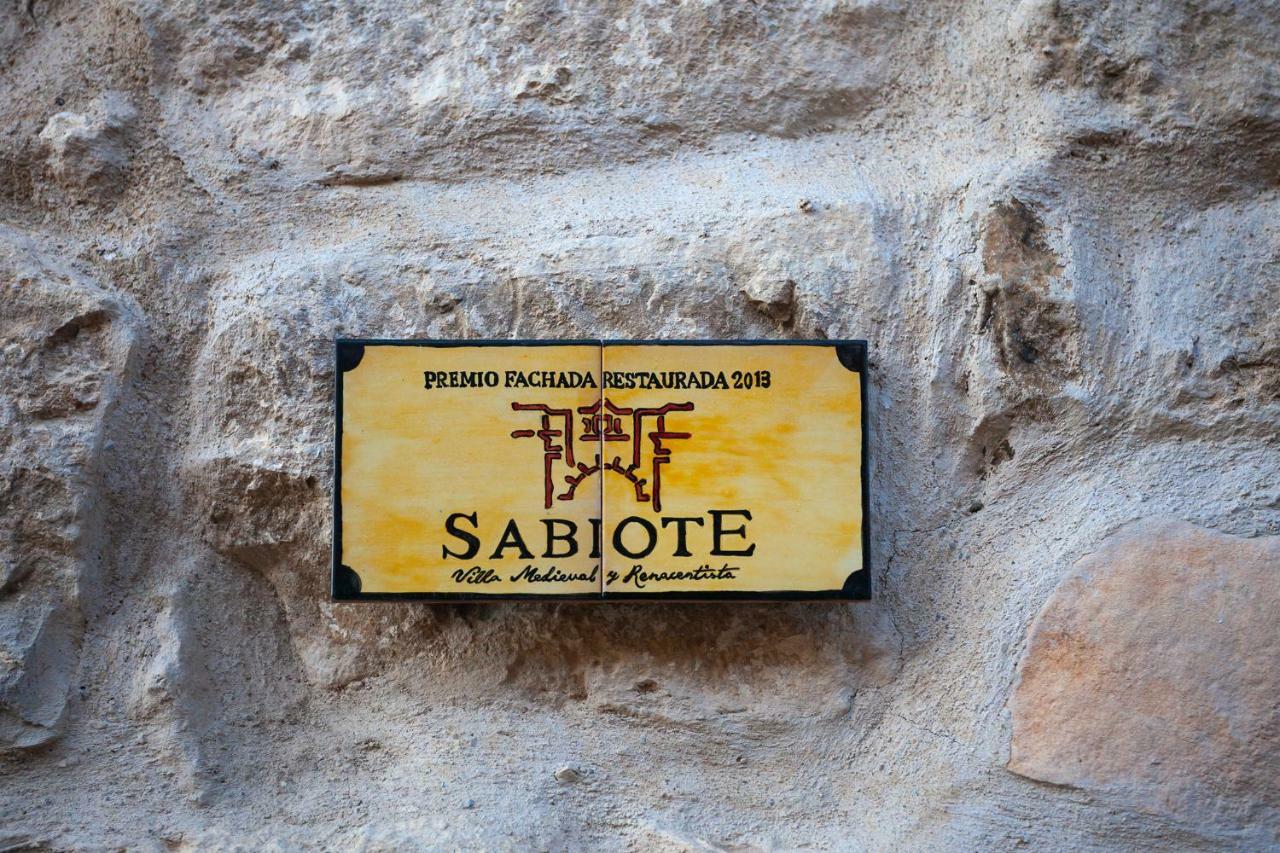 PREMIO FACHADA RESTAURADA 2013
SABIOTE
Villa Medieval y Renacentista